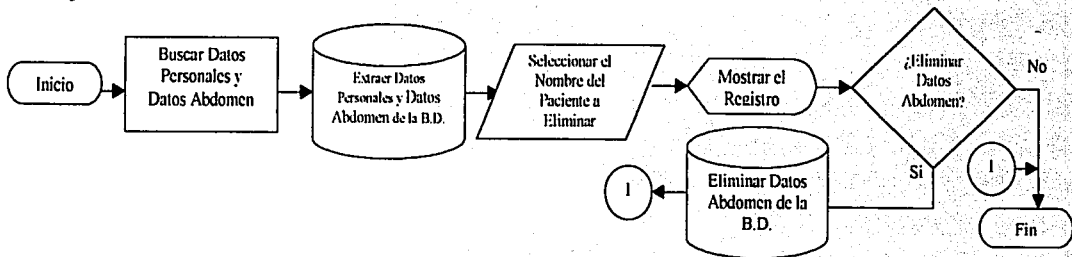 Inicio
Buscar Datos
Personales y
Datos Abdomen
Extraer Datos
Personales y Datos
Abdomen de la B.D.
Seleccionar el
Nombre del
Paciente a
Eliminar
Mostrar el
Registro
¿Eliminar
Datos
Abdomen?
No
Si
Eliminar Datos
Abdomen de la
B.D.
1
1
Fin